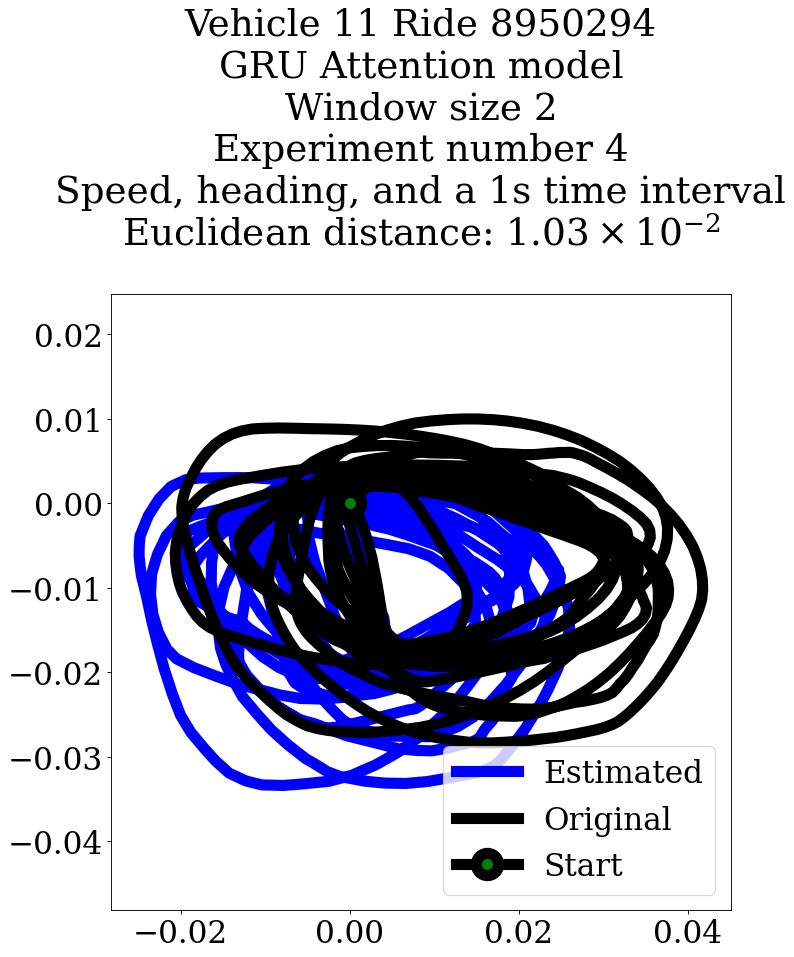 Vehicle 11 Ride 8950294
GRU Attention model
Window size 2
Experiment number 4
Speed, heading, and a 1s time interval
Euclidean distance: 1.03 × 10⁻²
0.02
0.01
0.00
−0.01
−0.02
−0.03
−0.04
Estimated
Original
Start
−0.02 0.00 0.02 0.04